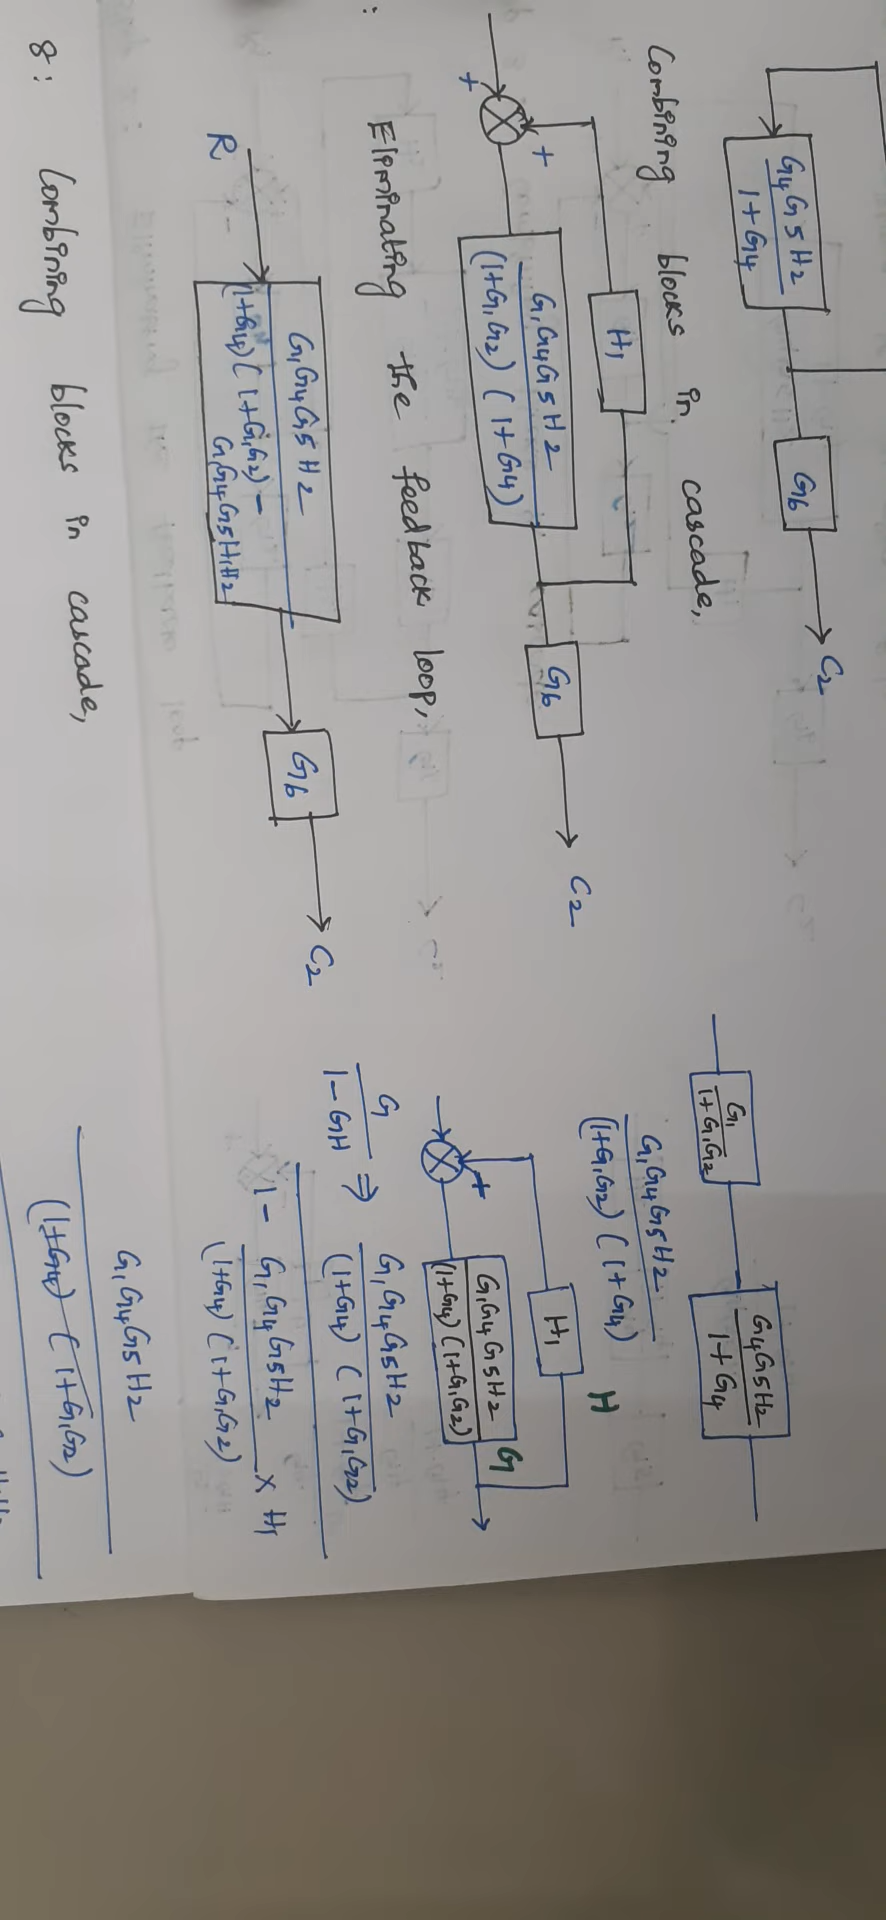 G4G5H2
1+G4
G6
C2
G1
1+G1G2
G4G5H2
1+G4
Combining blocks in cascade,
G1G4G5H2
(1+G1G2) (1+G4)
H1
+
+
G1G4G5H2
(1+G1G2) (1+G4)
G6
C2
H
H1
+
G1G4G5H2
(1+G4) (1+G1G2)
G
:
Eliminating the feedback loop,
G
1-GH
⇒
G1G4G5H2
(1+G4) (1+G1G2)
1- G1G4G5H2 × H1
(1+G4) (1+G1G2)
R
G1G4G5H2
(1+G4) (1+G1G2) -
G1G4G5H1H2
G6
C2
G1G4G5H2
(1+G4) (1+G1G2)
8: Combining blocks in cascade,